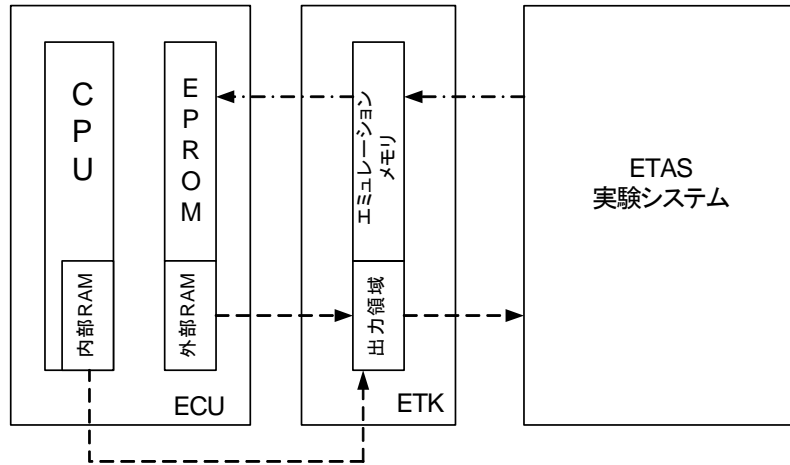 CPU
EPROM
エミュレーション
メモリ
ETAS
実験システム
内部RAM
外部RAM
出力領域
ECU
ETK